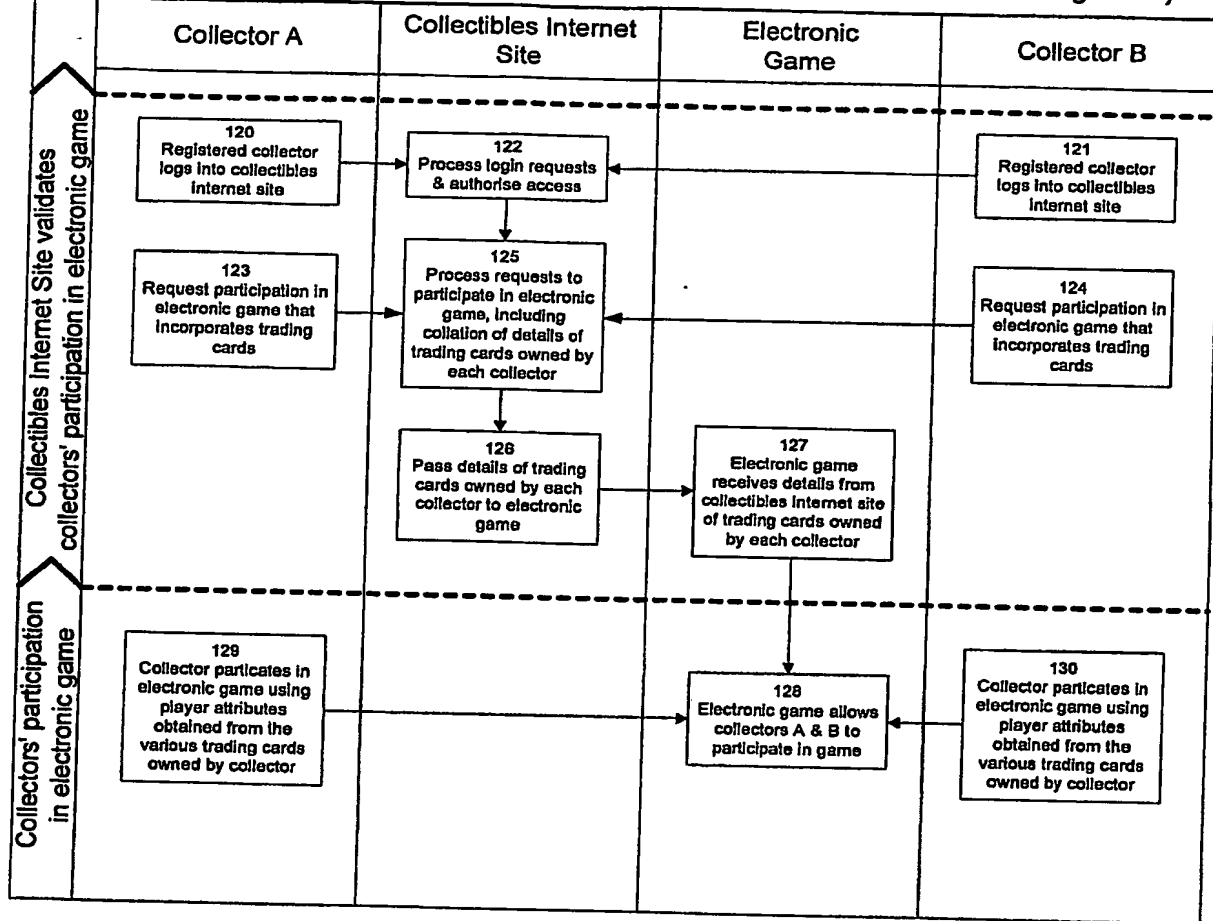 Collector A
Collectibles Internet
Site
Electronic
Game
Collector B
Collectibles Internet Site validates
collectors' participation in electronic game
120
Registered collector
logs into collectibles
internet site
122
Process login requests
& authorise access
121
Registered collector
logs into collectibles
internet site
123
Request participation in
electronic game that
incorporates trading
cards
125
Process requests to
participate in electronic
game, including
collation of details of
trading cards owned by
each collector
124
Request participation in
electronic game that
incorporates trading
cards
126
Pass details of trading
cards owned by each
collector to electronic
game
127
Electronic game
receives details from
collectibles internet site
of trading cards owned
by each collector
Collectors' participation
in electronic game
129
Collector particates in
electronic game using
player attributes
obtained from the
various trading cards
owned by collector
128
Electronic game allows
collectors A & B to
participate in game
130
Collector particates in
electronic game using
player attributes
obtained from the
various trading cards
owned by collector